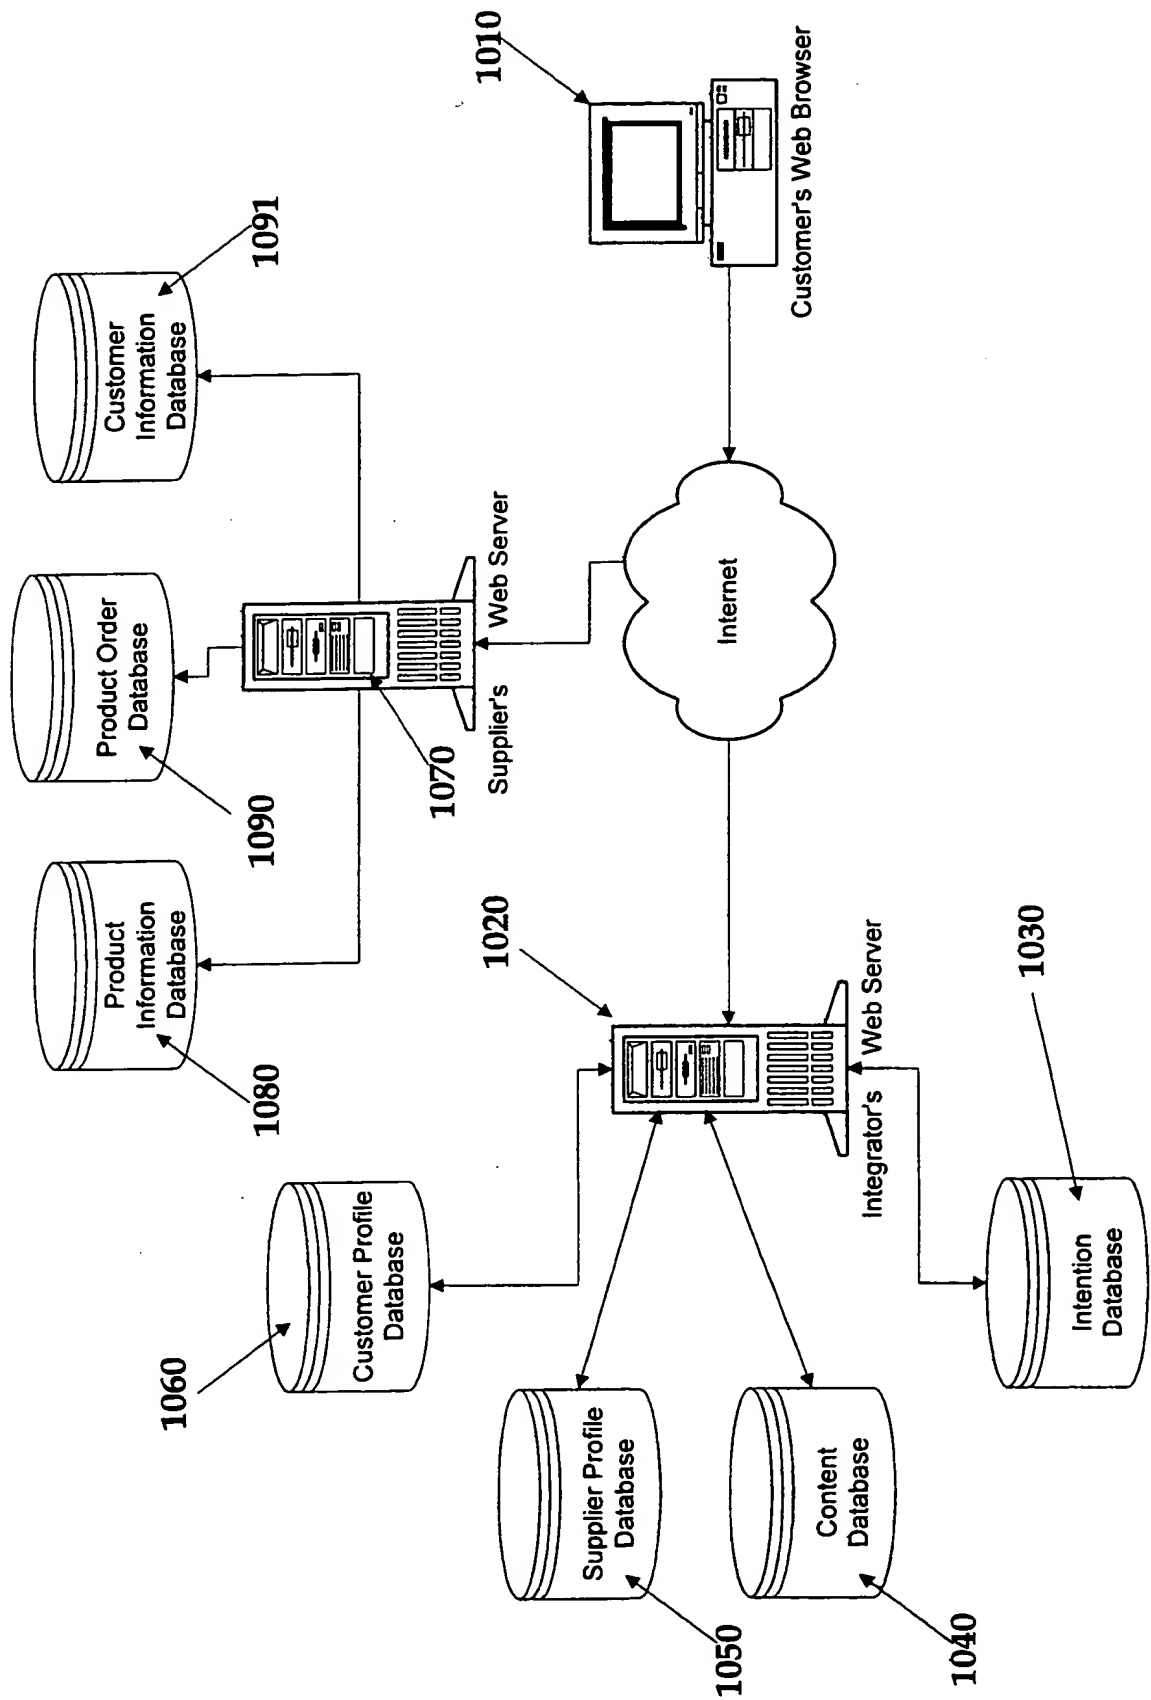 1060
Customer Profile
Database
1050
Supplier Profile
Database
1040
Content
Database
1030
Intention
Database
1020
Integrator's
Web Server
1080
Product
Information
Database
1090
Product Order
Database
1091
Customer
Information
Database
1070
Supplier's
Web Server
Internet
1010
Customer's Web Browser